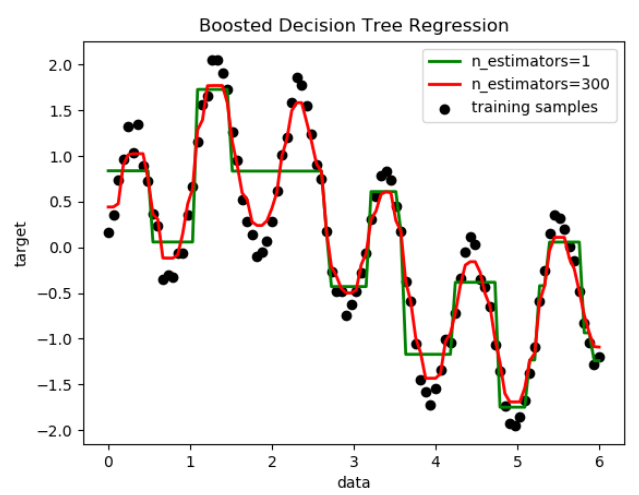 Boosted Decision Tree Regression
n_estimators=1
n_estimators=300
training samples
2.0
1.5
1.0
0.5
0.0
−0.5
−1.0
−1.5
−2.0
target
0 1 2 3 4 5 6
data